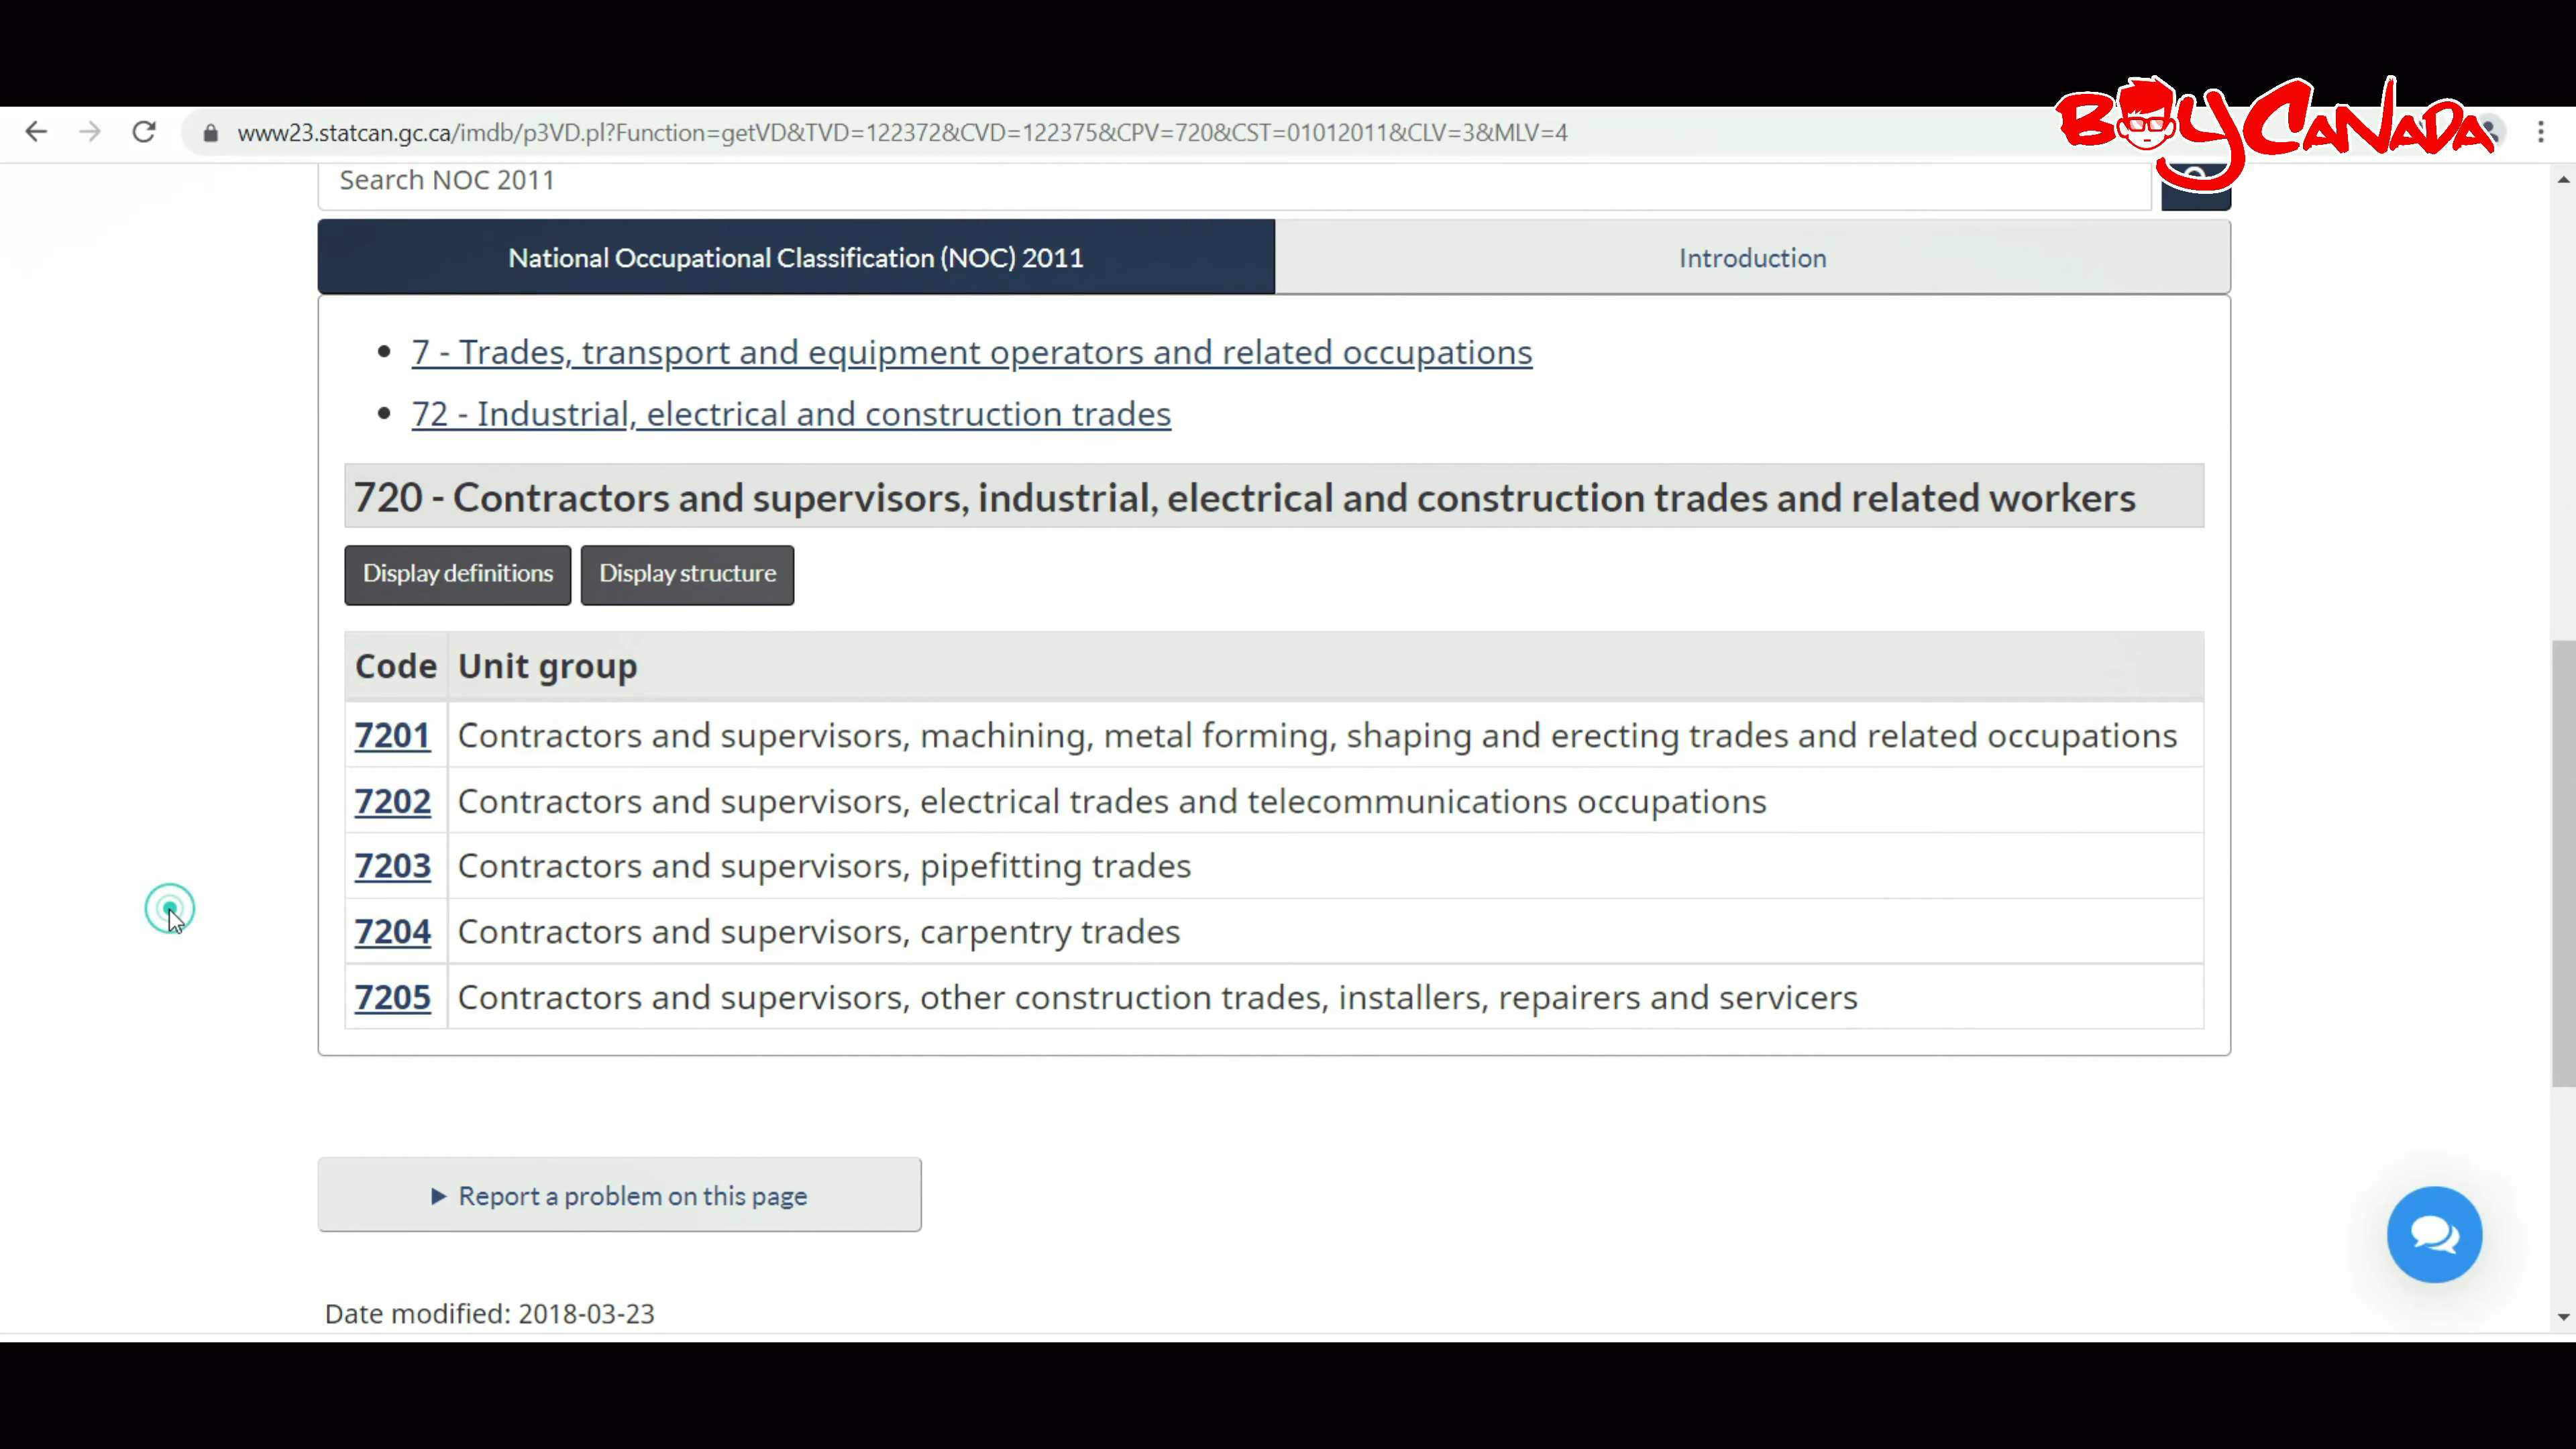 BOY CANADA
www23.statcan.gc.ca/imdb/p3VD.pl?Function=getVD&TVD=122372&CVD=122375&CPV=720&CST=01012011&CLV=3&MLV=4
Search NOC 2011
National Occupational Classification (NOC) 2011
Introduction
7 - Trades, transport and equipment operators and related occupations
72 - Industrial, electrical and construction trades
720 - Contractors and supervisors, industrial, electrical and construction trades and related workers
Display definitions
Display structure
Code Unit group
7201 Contractors and supervisors, machining, metal forming, shaping and erecting trades and related occupations
7202 Contractors and supervisors, electrical trades and telecommunications occupations
7203 Contractors and supervisors, pipefitting trades
7204 Contractors and supervisors, carpentry trades
7205 Contractors and supervisors, other construction trades, installers, repairers and servicers
Report a problem on this page
Date modified: 2018-03-23